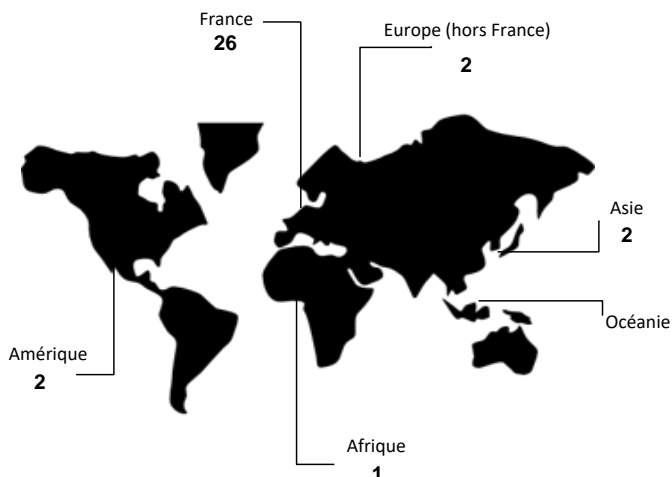 France
26
Europe (hors France)
2
Asie
2
Océanie
Amérique
2
Afrique
1